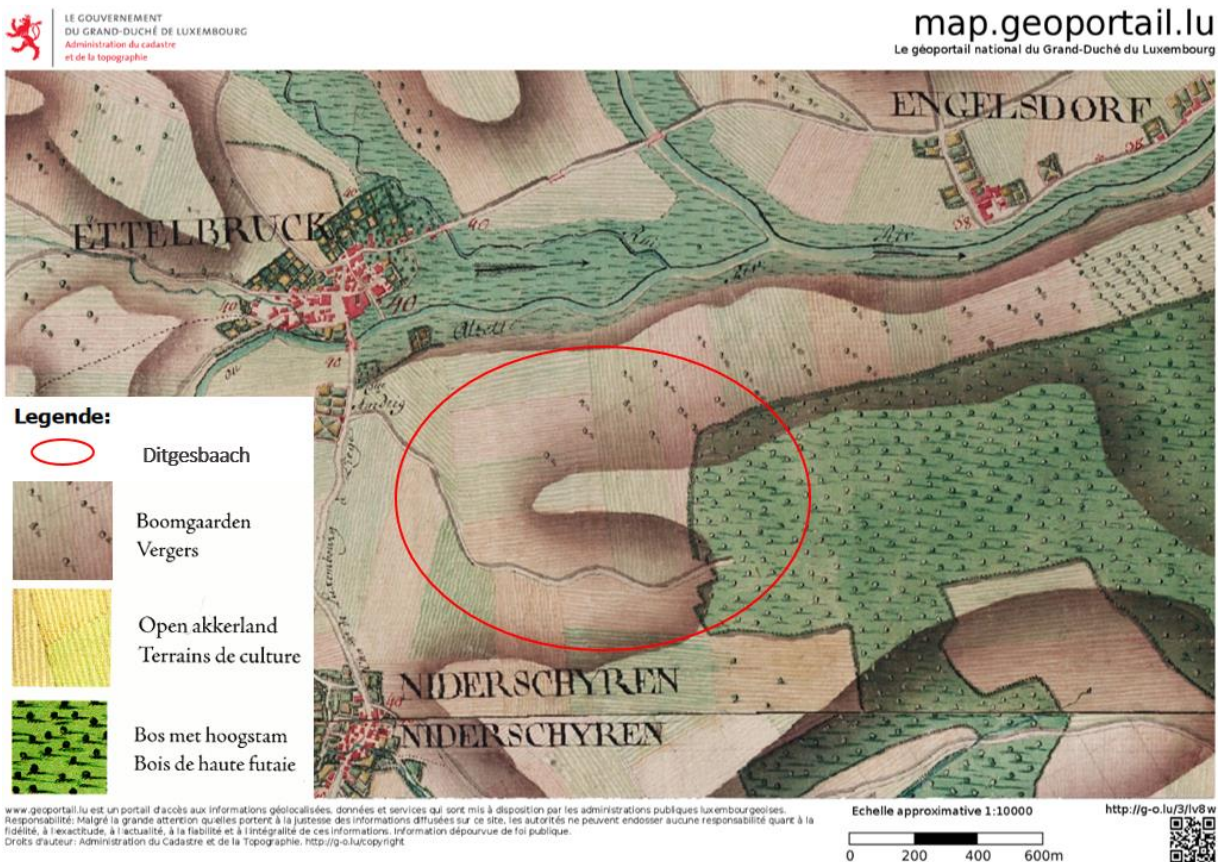 LE GOUVERNEMENT
DU GRAND-DUCHÉ DE LUXEMBOURG
Administration du cadastre
et de la topographie
map.geoportail.lu
Le géoportail national du Grand-Duché du Luxembourg
ENGELSDORF
ETTELBRUCK
40
40
40
Alzette
Legende:
Ditgesbaach
Boomgaarden
Vergers
Open akkerland
Terrains de culture
Bos met hoogstam
Bois de haute futaie
NIDERSCHYREN
NIDERSCHYREN
www.geoportail.lu est un portail d'accès aux informations géolocalisées, données et services qui sont mis à disposition par les administrations publiques luxembourgeoises.
Responsabilité: Malgré la grande attention qu'elles portent à la justesse des informations diffusées sur ce site, les autorités ne peuvent endosser aucune responsabilité quant à la
fidélité, à l'exactitude, à l'actualité, à la fiabilité et à l'intégralité de ces informations. Information dépourvue de foi publique.
Droits d'auteur: Administration du Cadastre et de la Topographie. http://g-o.lu/copyright
Echelle approximative 1:10000
http://g-o.lu/3/lv8w
0 200 400 600m